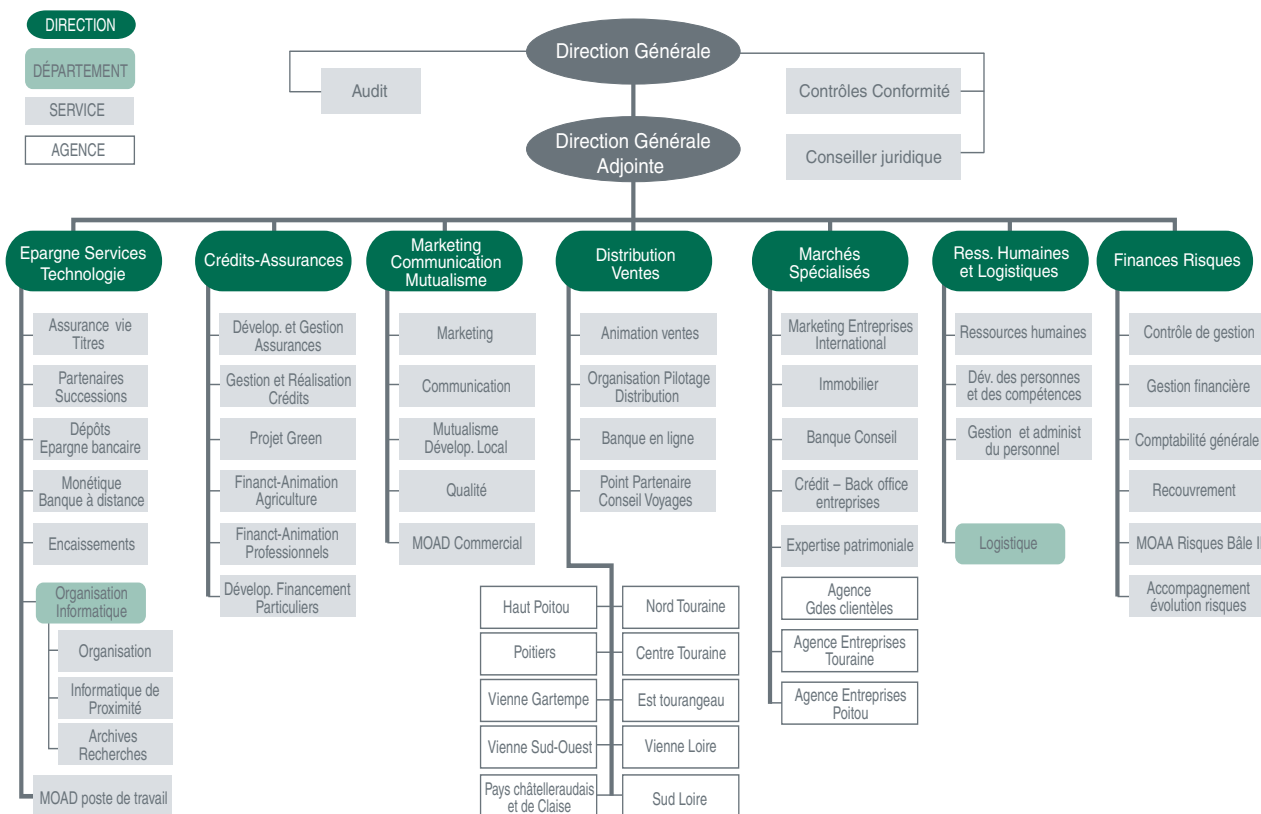 DIRECTION
DÉPARTEMENT
SERVICE
AGENCE
Direction Générale
Audit
Contrôles Conformité
Direction Générale
Adjointe
Conseiller juridique
Epargne Services
Technologie
Assurance vie
Titres
Partenaires
Successions
Dépôts
Epargne bancaire
Monétique
Banque à distance
Encaissements
Organisation
Informatique
Organisation
Informatique de
Proximité
Archives
Recherches
MOAD poste de travail
Crédits-Assurances
Dévelop. et Gestion
Assurances
Gestion et Réalisation
Crédits
Projet Green
Financt-Animation
Agriculture
Financt-Animation
Professionnels
Dévelop. Financement
Particuliers
Marketing
Communication
Mutualisme
Marketing
Communication
Mutualisme
Dévelop. Local
Qualité
MOAD Commercial
Distribution
Ventes
Animation ventes
Organisation Pilotage
Distribution
Banque en ligne
Point Partenaire
Conseil Voyages
Haut Poitou
Nord Touraine
Poitiers
Centre Touraine
Vienne Gartempe
Est tourangeau
Vienne Sud-Ouest
Vienne Loire
Pays châtelleraudais
et de Claise
Sud Loire
Marchés
Spécialisés
Marketing Entreprises
International
Immobilier
Banque Conseil
Crédit – Back office
entreprises
Expertise patrimoniale
Agence
Gdes clientèles
Agence Entreprises
Touraine
Agence Entreprises
Poitou
Ress. Humaines
et Logistiques
Ressources humaines
Dév. des personnes
et des compétences
Gestion et administ
du personnel
Logistique
Finances Risques
Contrôle de gestion
Gestion financière
Comptabilité générale
Recouvrement
MOAA Risques Bâle II
Accompagnement
évolution risques